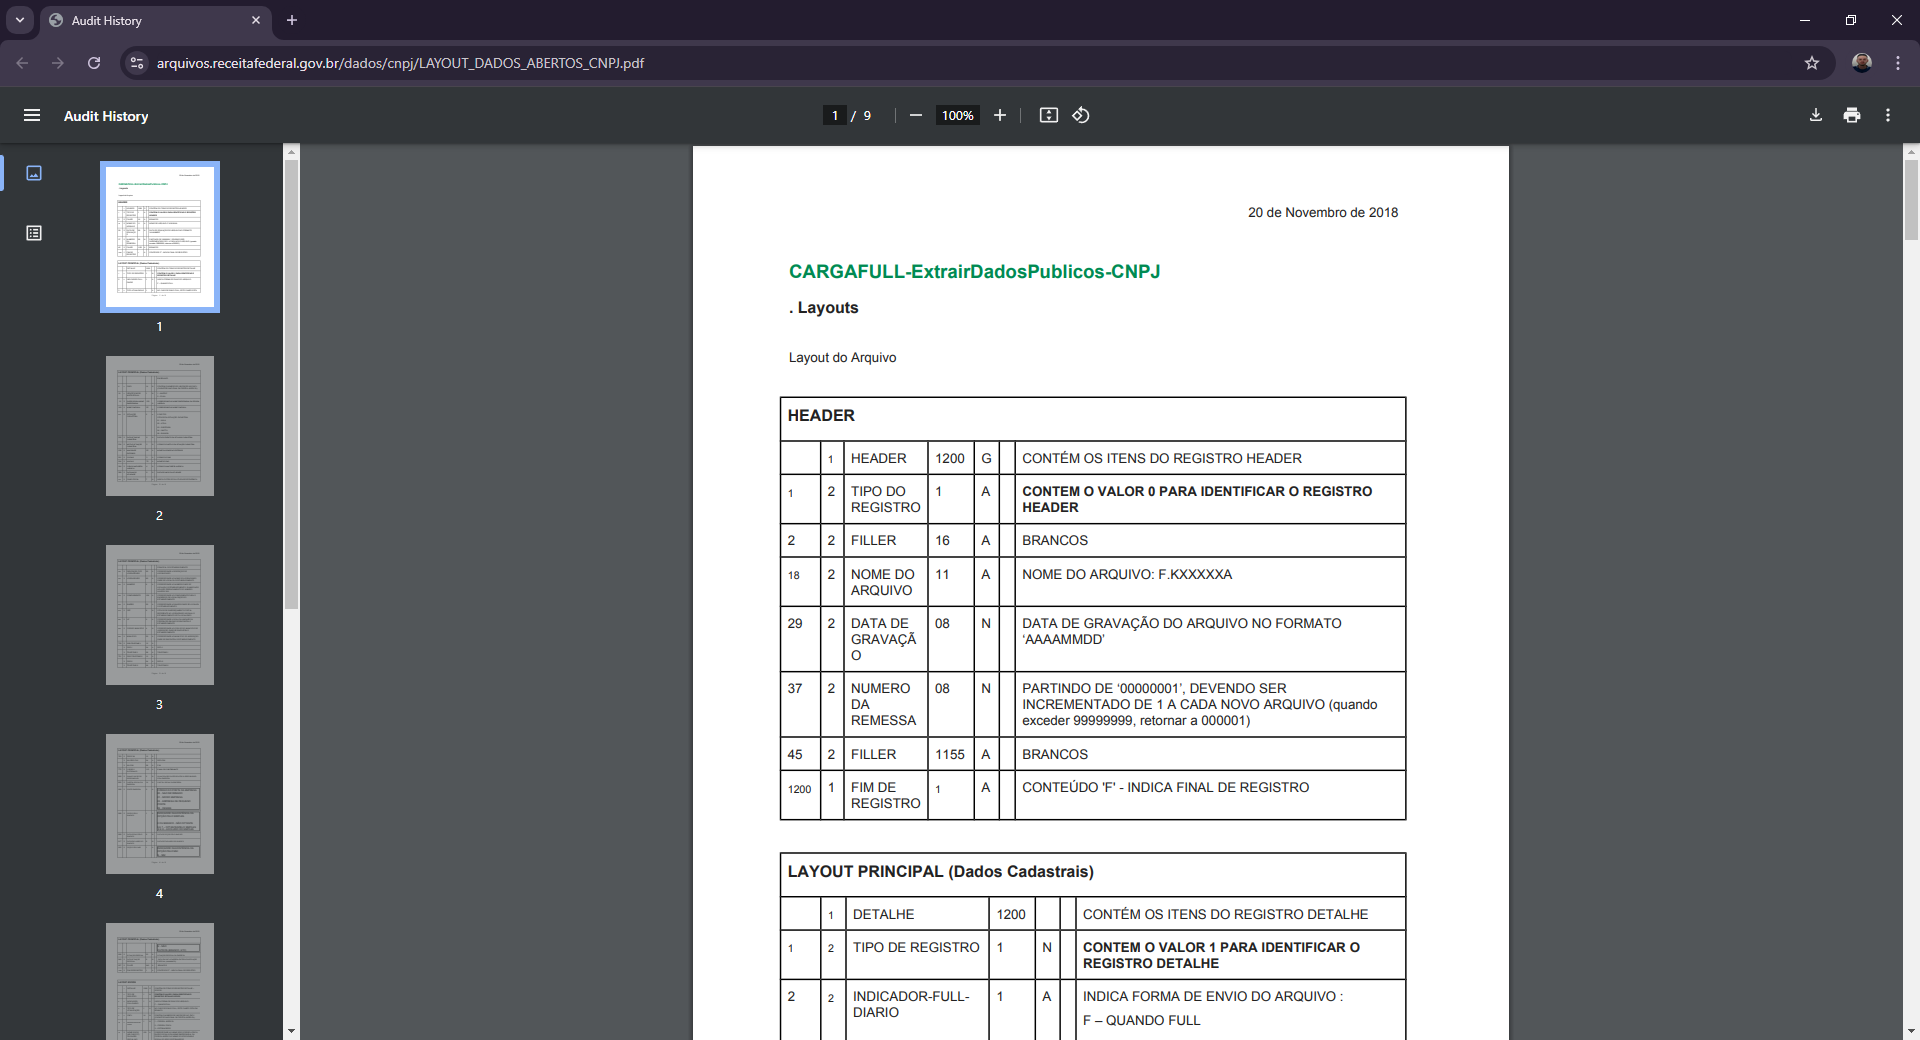 Audit History
arquivos.receitafederal.gov.br/dados/cnpj/LAYOUT_DADOS_ABERTOS_CNPJ.pdf
Audit History
1 / 9
100%
1
2
3
4
20 de Novembro de 2018
CARGAFULL-ExtrairDadosPublicos-CNPJ
. Layouts
Layout do Arquivo
HEADER
1 HEADER 1200 G CONTÉM OS ITENS DO REGISTRO HEADER
1 2 TIPO DO 1 A CONTEM O VALOR 0 PARA IDENTIFICAR O REGISTRO
REGISTRO HEADER
2 2 FILLER 16 A BRANCOS
18 2 NOME DO 11 A NOME DO ARQUIVO: F.KXXXXXA
ARQUIVO
29 2 DATA DE 08 N DATA DE GRAVAÇÃO DO ARQUIVO NO FORMATO
GRAVAÇÃ ‘AAAAMMDD’
O
37 2 NUMERO 08 N PARTINDO DE ‘00000001’, DEVENDO SER
DA INCREMENTADO DE 1 A CADA NOVO ARQUIVO (quando
REMESSA exceder 99999999, retornar a 000001)
45 2 FILLER 1155 A BRANCOS
1200 1 FIM DE 1 A CONTEÚDO 'F' - INDICA FINAL DE REGISTRO
REGISTRO
LAYOUT PRINCIPAL (Dados Cadastrais)
1 DETALHE 1200 CONTÉM OS ITENS DO REGISTRO DETALHE
1 2 TIPO DE REGISTRO 1 N CONTEM O VALOR 1 PARA IDENTIFICAR O
REGISTRO DETALHE
2 2 INDICADOR-FULL- 1 A INDICA FORMA DE ENVIO DO ARQUIVO :
DIARIO
F – QUANDO FULL